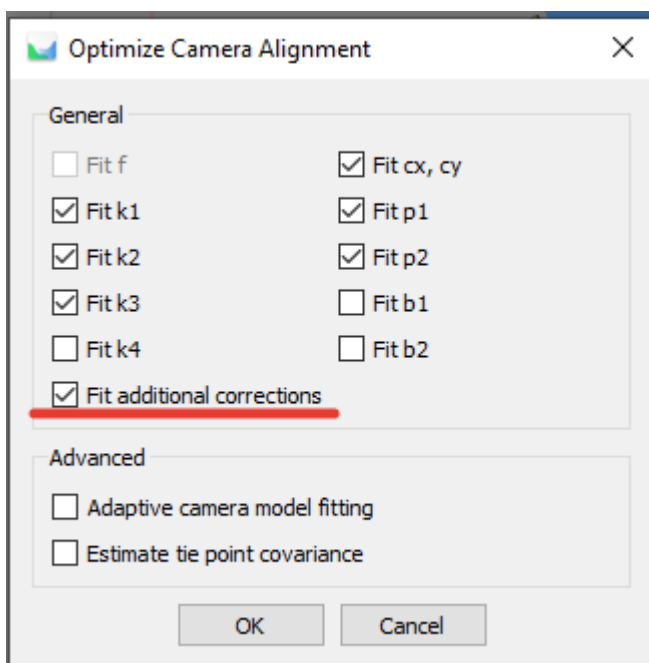 Optimize Camera Alignment
General
Fit f
Fit cx, cy
Fit k1
Fit p1
Fit k2
Fit p2
Fit k3
Fit b1
Fit k4
Fit b2
Fit additional corrections
Advanced
Adaptive camera model fitting
Estimate tie point covariance
OK
Cancel